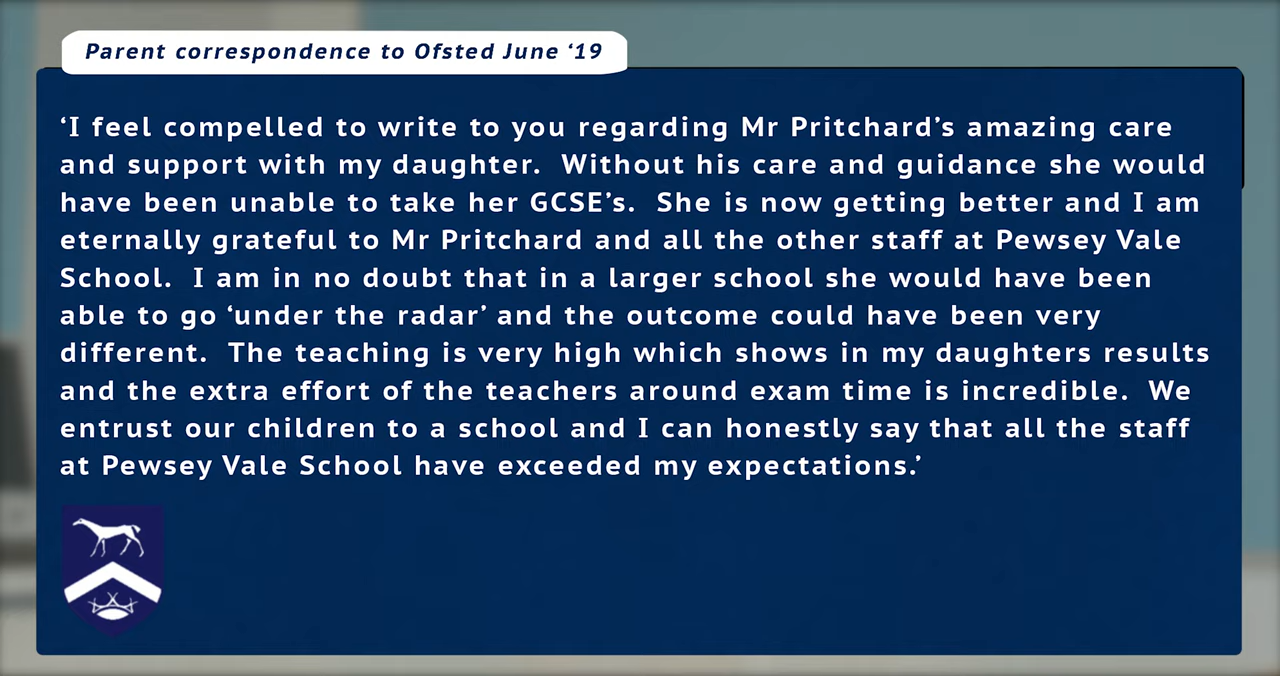 Parent correspondence to Ofsted June ‘19
‘I feel compelled to write to you regarding Mr Pritchard’s amazing care
and support with my daughter.  Without his care and guidance she would
have been unable to take her GCSE’s.  She is now getting better and I am
eternally grateful to Mr Pritchard and all the other staff at Pewsey Vale
School.  I am in no doubt that in a larger school she would have been
able to go ‘under the radar’ and the outcome could have been very
different.  The teaching is very high which shows in my daughters results
and the extra effort of the teachers around exam time is incredible.  We
entrust our children to a school and I can honestly say that all the staff
at Pewsey Vale School have exceeded my expectations.’